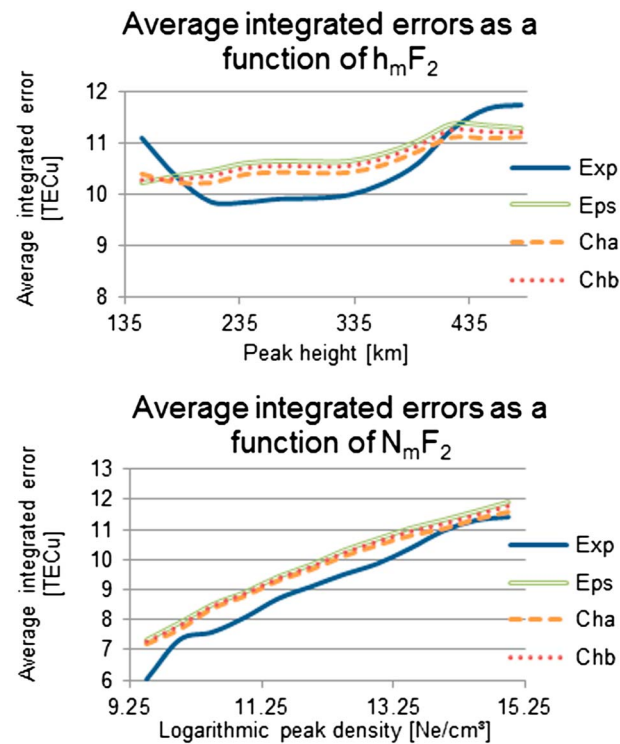 Average integrated errors as a
function of hmF2
Average integrated error
[TECu]
12
11
10
9
8
135
235
335
435
Peak height [km]
Exp
Eps
Cha
Chb
Average integrated errors as a
function of NmF2
Average integrated error
[TECu]
13
12
11
10
9
8
7
6
9.25
11.25
13.25
15.25
Logarithmic peak density [Ne/cm³]
Exp
Eps
Cha
Chb